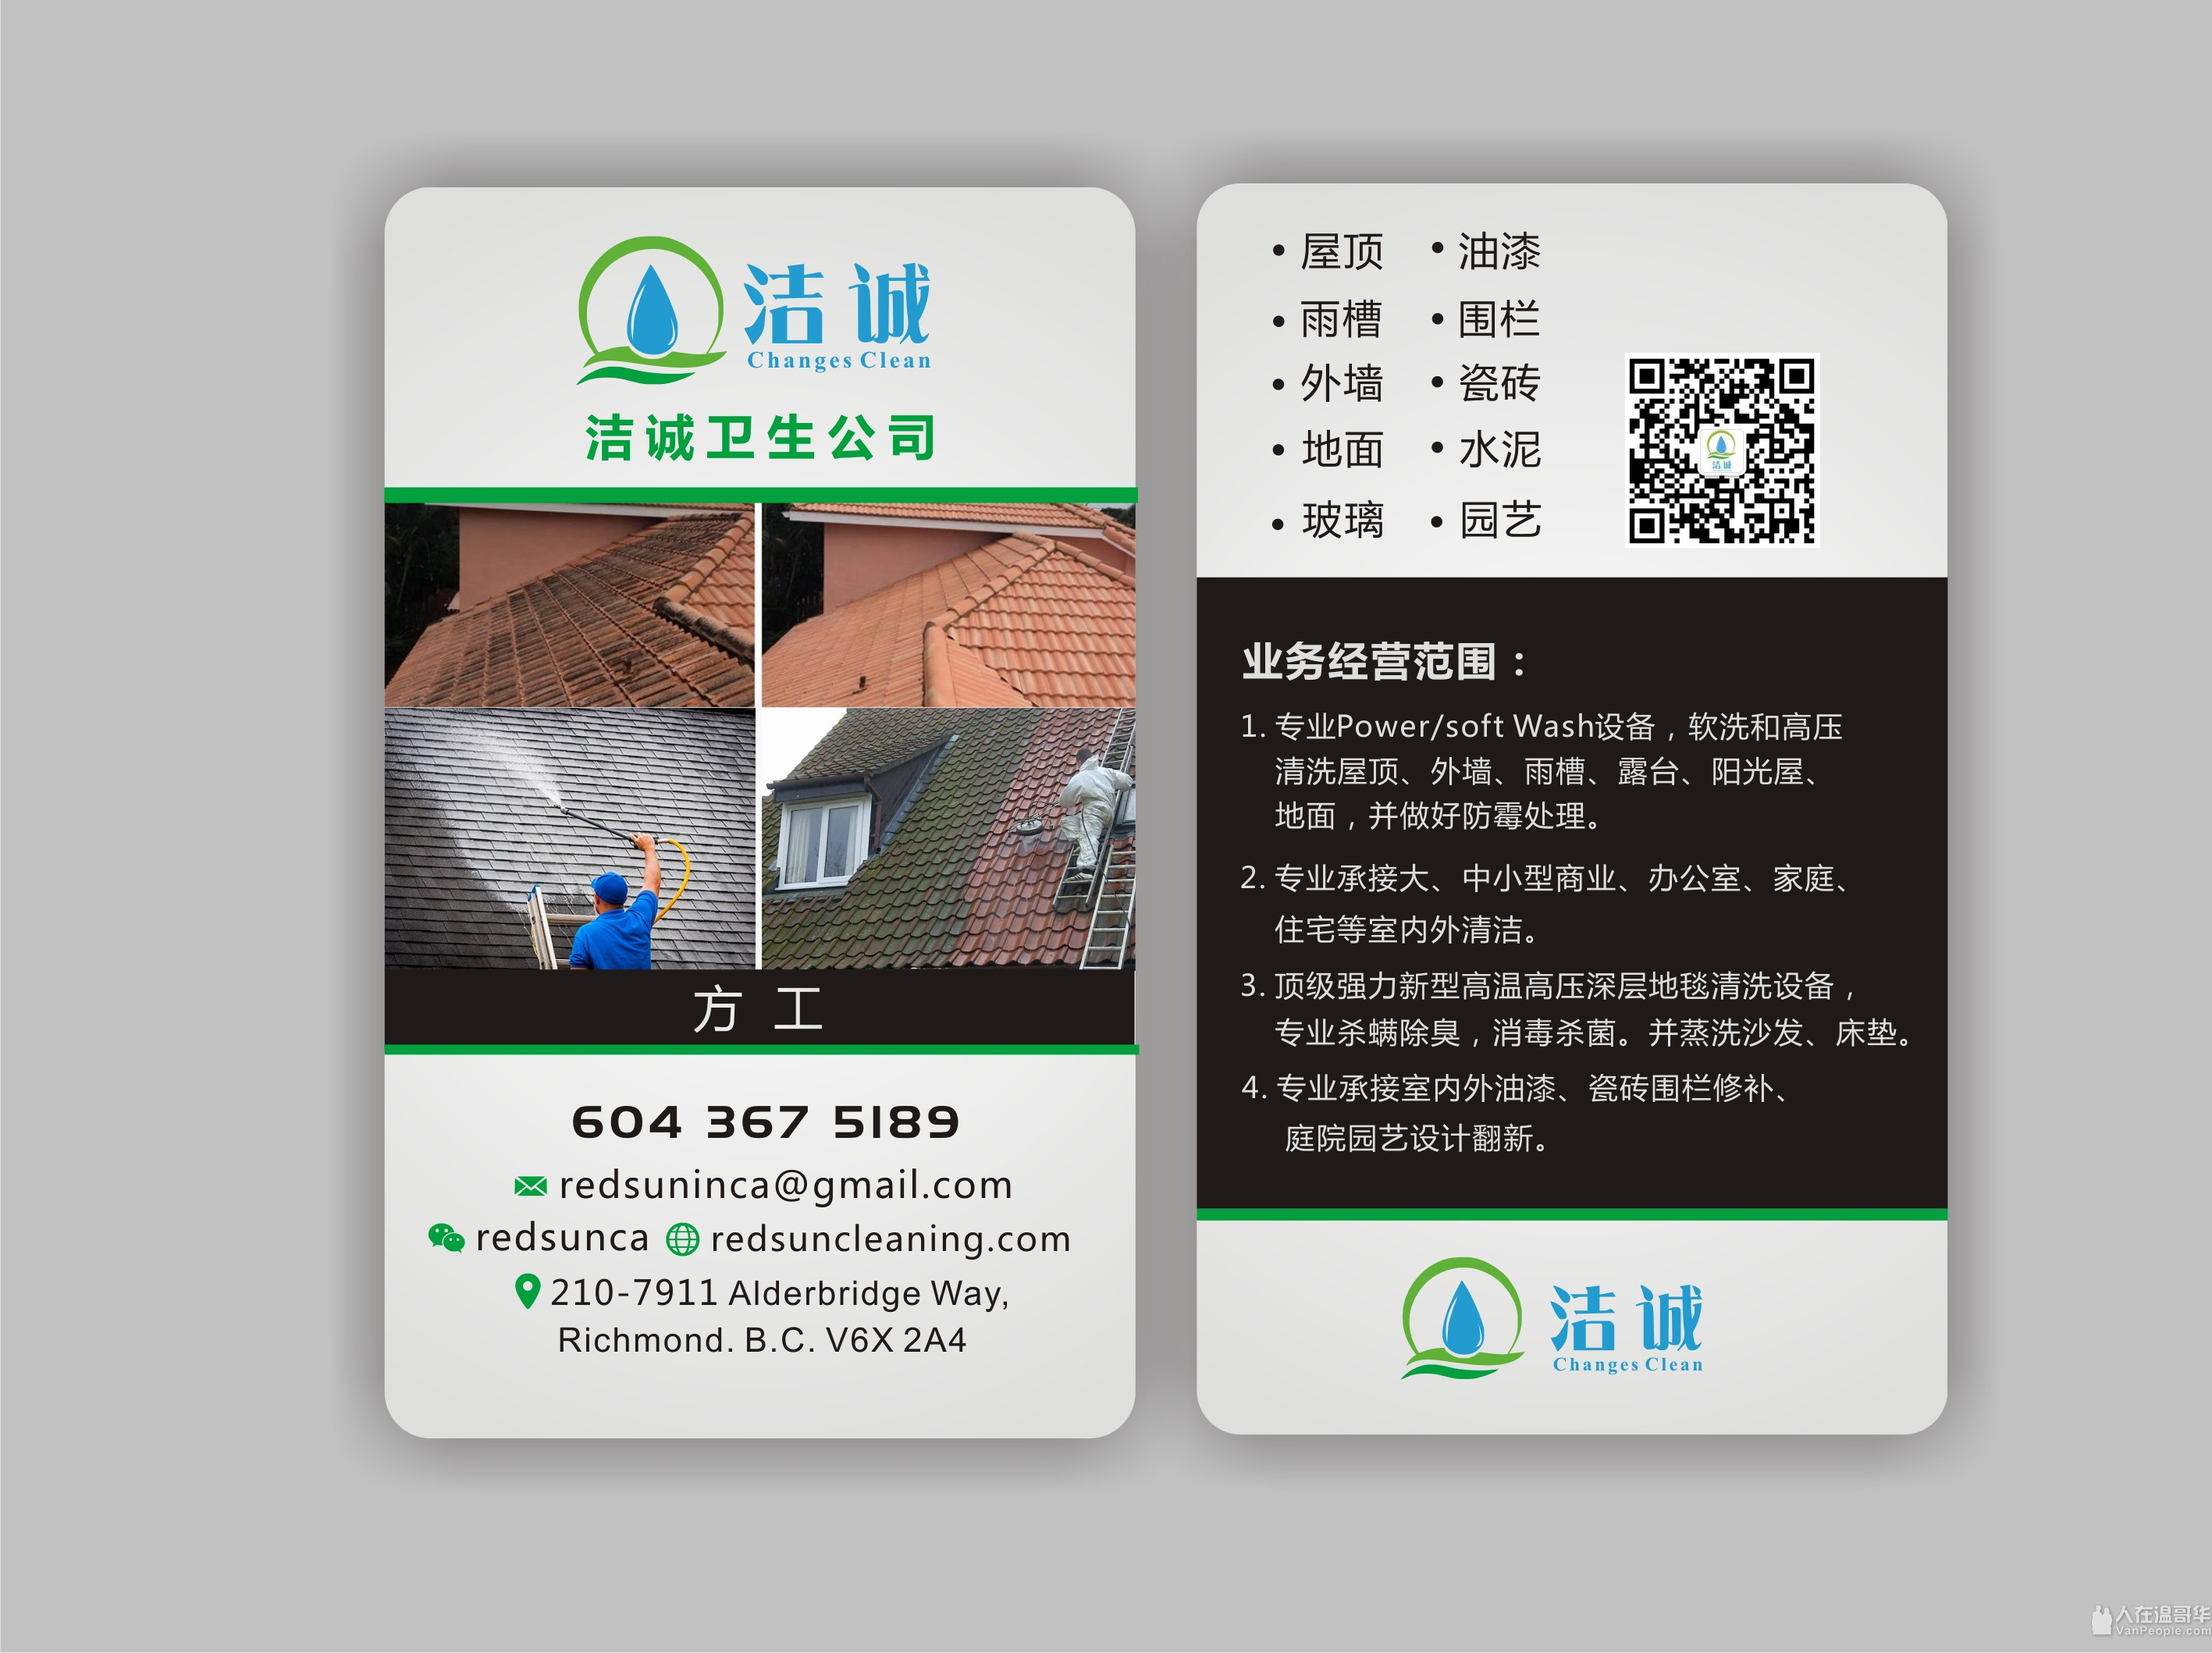 洁诚
Changes Clean
洁诚卫生公司
方 工
604 367 5189
redsuninca@gmail.com
redsunca redsuncleaning.com
210-7911 Alderbridge Way,
Richmond. B.C. V6X 2A4
• 屋顶 • 油漆
• 雨槽 • 围栏
• 外墙 • 瓷砖
• 地面 • 水泥
• 玻璃 • 园艺
洁诚
业务经营范围：
1. 专业Power/soft Wash设备，软洗和高压
清洗屋顶、外墙、雨槽、露台、阳光屋、
地面，并做好防霉处理。
2. 专业承接大、中小型商业、办公室、家庭、
住宅等室内外清洁。
3. 顶级强力新型高温高压深层地毯清洗设备，
专业杀螨除臭，消毒杀菌。并蒸洗沙发、床垫。
4. 专业承接室内外油漆、瓷砖围栏修补、
庭院园艺设计翻新。
洁诚
Changes Clean
人在温哥华
VanPeople.com